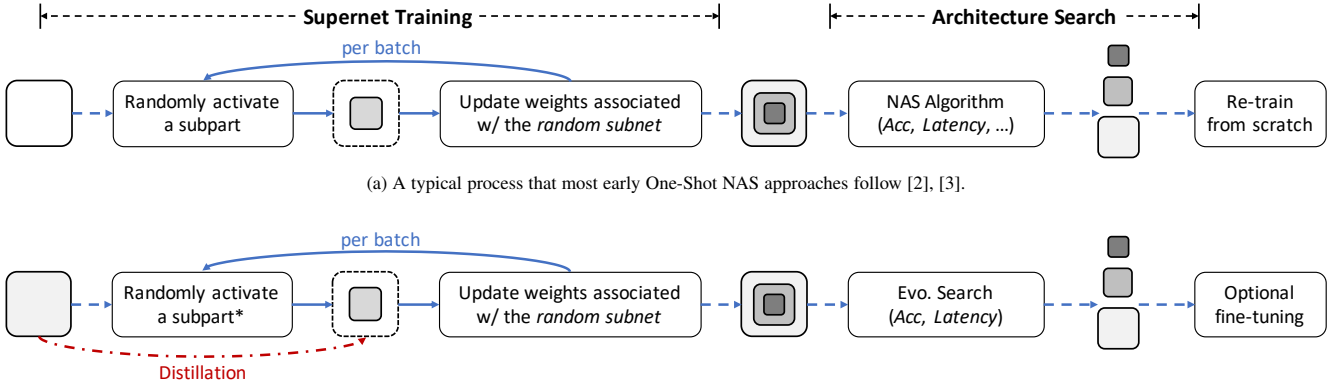 Supernet Training
Architecture Search
per batch
Randomly activate
a subpart
Update weights associated
w/ the random subnet
NAS Algorithm
(Acc, Latency, …)
Re-train
from scratch
(a) A typical process that most early One-Shot NAS approaches follow [2], [3].
per batch
Randomly activate
a subpart*
Update weights associated
w/ the random subnet
Evo. Search
(Acc, Latency)
Optional
fine-tuning
Distillation